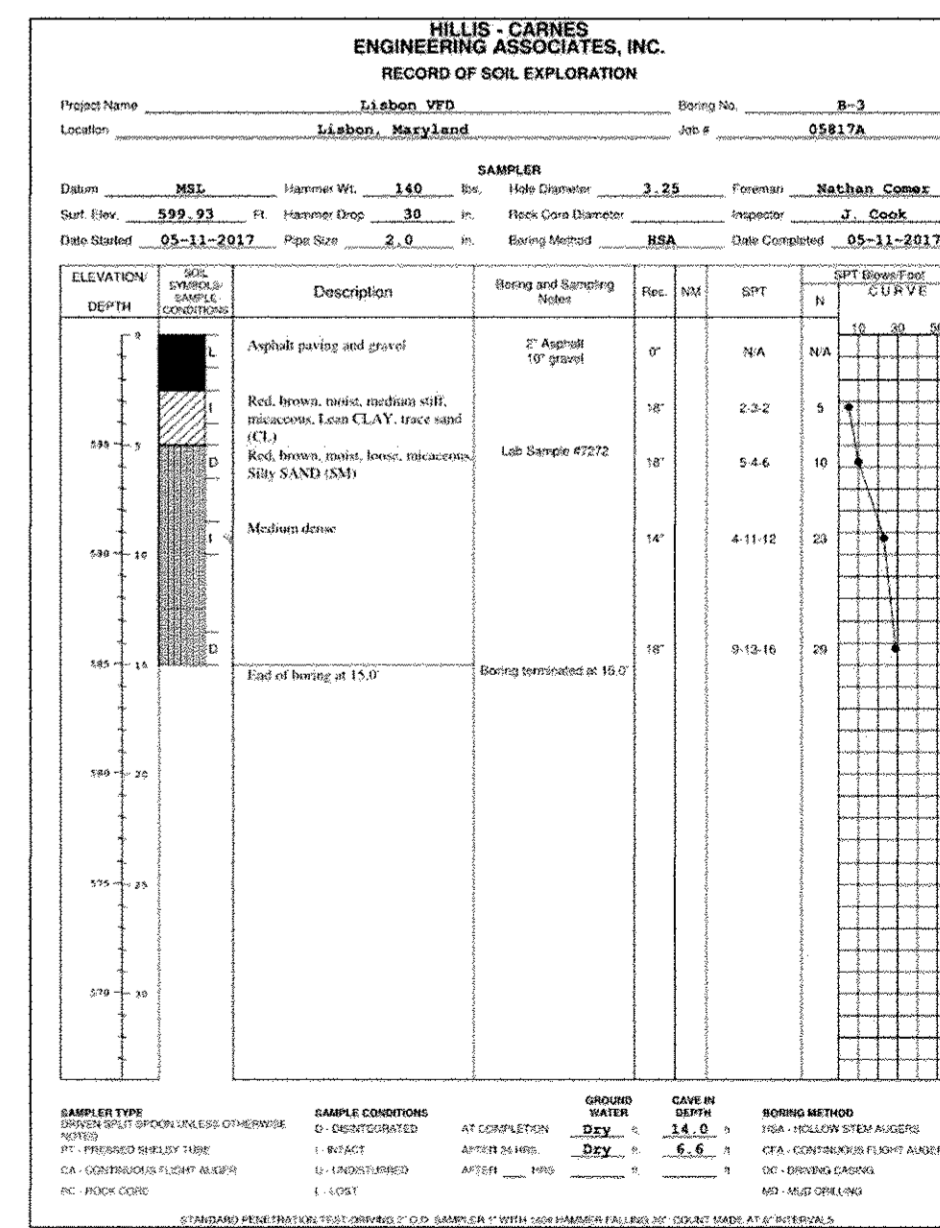 HILLIS - CARNES
ENGINEERING ASSOCIATES, INC.
RECORD OF SOIL EXPLORATION
Project Name Lisbon VFD Boring No. B-3
Location Lisbon, Maryland Job # 05817A
SAMPLER
Datum MSL Hammer Wt. 140 lbs. Hole Diameter 3.25 Foreman Nathan Comer
Surf. Elev. 599.93 Ft. Hammer Drop 30 in. Rock Core Diameter Inspector J. Cook
Date Started 05-11-2017 Pipe Size 2.0 in. Boring Method HSA Date Completed 05-11-2017
ELEVATION/ DEPTH SOIL SYMBOLS/ SAMPLE CONDITIONS Description Boring and Sampling Notes Rec. NM SPT N SPT Blows/Foot CURVE
10 30 50
0 L Asphalt paving and gravel 2" Asphalt 0" N/A N/A
10" gravel
I Red, brown, moist, medium stiff, 18" 2-3-2 5
micaceous, Lean CLAY, trace sand
(CL)
595 5
D Red, brown, moist, loose, micaceous, Lab Sample #7272 18" 5-4-6 10
Silty SAND (SM)
I Medium dense 14" 4-11-12 23
590 10
D 18" 9-13-16 29
585 15
End of boring at 15.0' Boring terminated at 15.0'
580 20
575 25
570 30
SAMPLER TYPE SAMPLE CONDITIONS GROUND WATER CAVE IN DEPTH BORING METHOD
DRIVEN SPLIT SPOON UNLESS OTHERWISE NOTED D - DISINTEGRATED AT COMPLETION Dry ft. 14.0 ft HSA - HOLLOW STEM AUGERS
PT - PRESSED SHELBY TUBE I - INTACT AFTER 24 HRS. Dry ft. 6.6 ft CFA - CONTINUOUS FLIGHT AUGER
CA - CONTINUOUS FLIGHT AUGER U - UNDISTURBED AFTER HRS ft. ft DC - DRIVING CASING
RC - ROCK CORE L - LOST MD - MUD DRILLING
STANDARD PENETRATION TEST-DRIVING 2" O.D. SAMPLER 1' WITH 140# HAMMER FALLING 30": COUNT MADE AT 6" INTERVALS